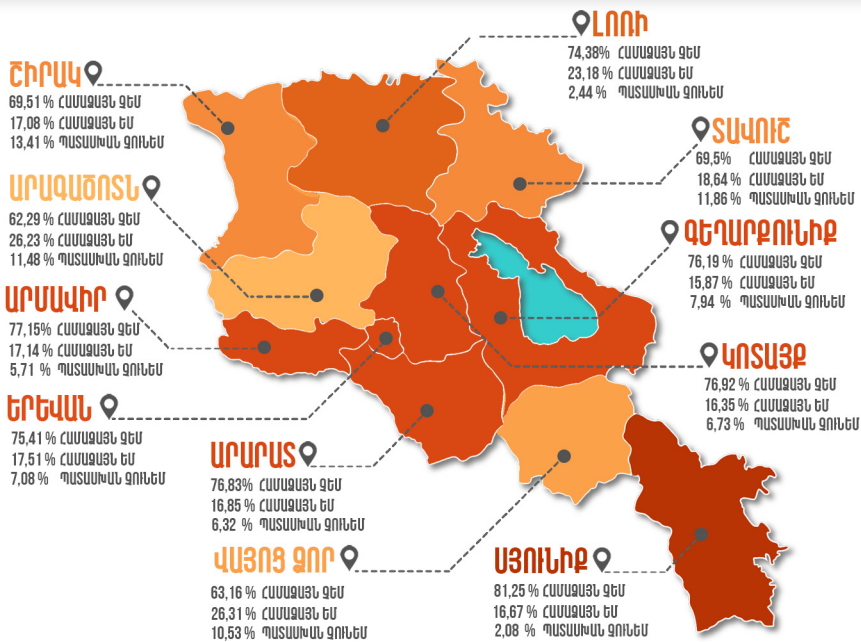 ԼՈՌԻ
74,38% ՀԱՄԱՁԱՅՆ ՉԵՄ
23,18 % ՀԱՄԱՁԱՅՆ ԵՄ
2,44 % ՊԱՏԱՍԽԱՆ ՉՈՒՆԵՄ
ՇԻՐԱԿ
69,51 % ՀԱՄԱՁԱՅՆ ՉԵՄ
17,08 % ՀԱՄԱՁԱՅՆ ԵՄ
13,41 % ՊԱՏԱՍԽԱՆ ՉՈՒՆԵՄ
ՏԱՎՈՒՇ
69,5% ՀԱՄԱՁԱՅՆ ՉԵՄ
18,64 % ՀԱՄԱՁԱՅՆ ԵՄ
11,86 % ՊԱՏԱՍԽԱՆ ՉՈՒՆԵՄ
ԱՐԱԳԱԾՈՏՆ
62,29 % ՀԱՄԱՁԱՅՆ ՉԵՄ
26,23 % ՀԱՄԱՁԱՅՆ ԵՄ
11,48 % ՊԱՏԱՍԽԱՆ ՉՈՒՆԵՄ
ԳԵՂԱՐՔՈՒՆԻՔ
76,19 % ՀԱՄԱՁԱՅՆ ՉԵՄ
15,87 % ՀԱՄԱՁԱՅՆ ԵՄ
7,94 % ՊԱՏԱՍԽԱՆ ՉՈՒՆԵՄ
ԱՐՄԱՎԻՐ
77,15% ՀԱՄԱՁԱՅՆ ՉԵՄ
17,14 % ՀԱՄԱՁԱՅՆ ԵՄ
5,71 % ՊԱՏԱՍԽԱՆ ՉՈՒՆԵՄ
ԿՈՏԱՅՔ
76,92 % ՀԱՄԱՁԱՅՆ ՉԵՄ
16,35 % ՀԱՄԱՁԱՅՆ ԵՄ
6,73 % ՊԱՏԱՍԽԱՆ ՉՈՒՆԵՄ
ԵՐԵՎԱՆ
75,41 % ՀԱՄԱՁԱՅՆ ՉԵՄ
17,51 % ՀԱՄԱՁԱՅՆ ԵՄ
7,08 % ՊԱՏԱՍԽԱՆ ՉՈՒՆԵՄ
ԱՐԱՐԱՏ
76,83% ՀԱՄԱՁԱՅՆ ՉԵՄ
16,85 % ՀԱՄԱՁԱՅՆ ԵՄ
6,32 % ՊԱՏԱՍԽԱՆ ՉՈՒՆԵՄ
ՎԱՅՈՑ ՁՈՐ
63,16 % ՀԱՄԱՁԱՅՆ ՉԵՄ
26,31 % ՀԱՄԱՁԱՅՆ ԵՄ
10,53 % ՊԱՏԱՍԽԱՆ ՉՈՒՆԵՄ
ՍՅՈՒՆԻՔ
81,25 % ՀԱՄԱՁԱՅՆ ՉԵՄ
16,67 % ՀԱՄԱՁԱՅՆ ԵՄ
2,08 % ՊԱՏԱՍԽԱՆ ՉՈՒՆԵՄ